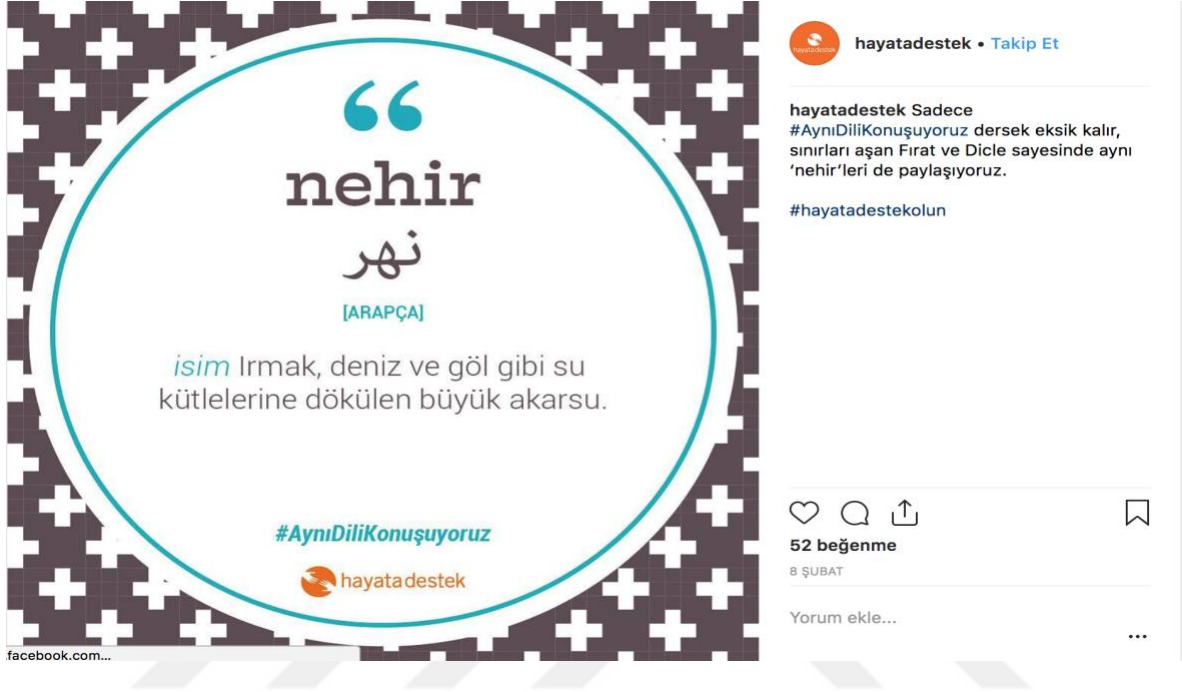 “
nehir
نهر
[ARAPÇA]
isim Irmak, deniz ve göl gibi su
kütlelerine dökülen büyük akarsu.
#AynıDiliKonuşuyoruz
hayatadestek
facebook.com...
hayatadestek
hayatadestek • Takip Et
hayatadestek Sadece
#AynıDiliKonuşuyoruz dersek eksik kalır,
sınırları aşan Fırat ve Dicle sayesinde aynı
‘nehir’leri de paylaşıyoruz.
#hayatadestekolun
52 beğenme
8 ŞUBAT
Yorum ekle...